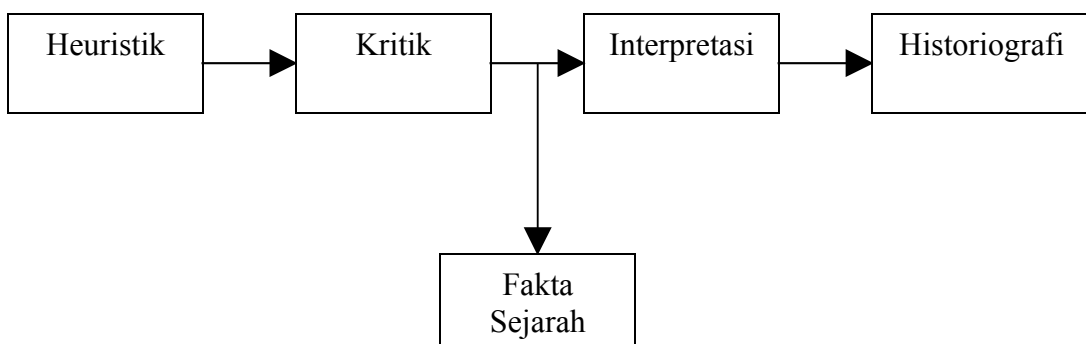 Heuristik
Kritik
Interpretasi
Historiografi
Fakta
Sejarah